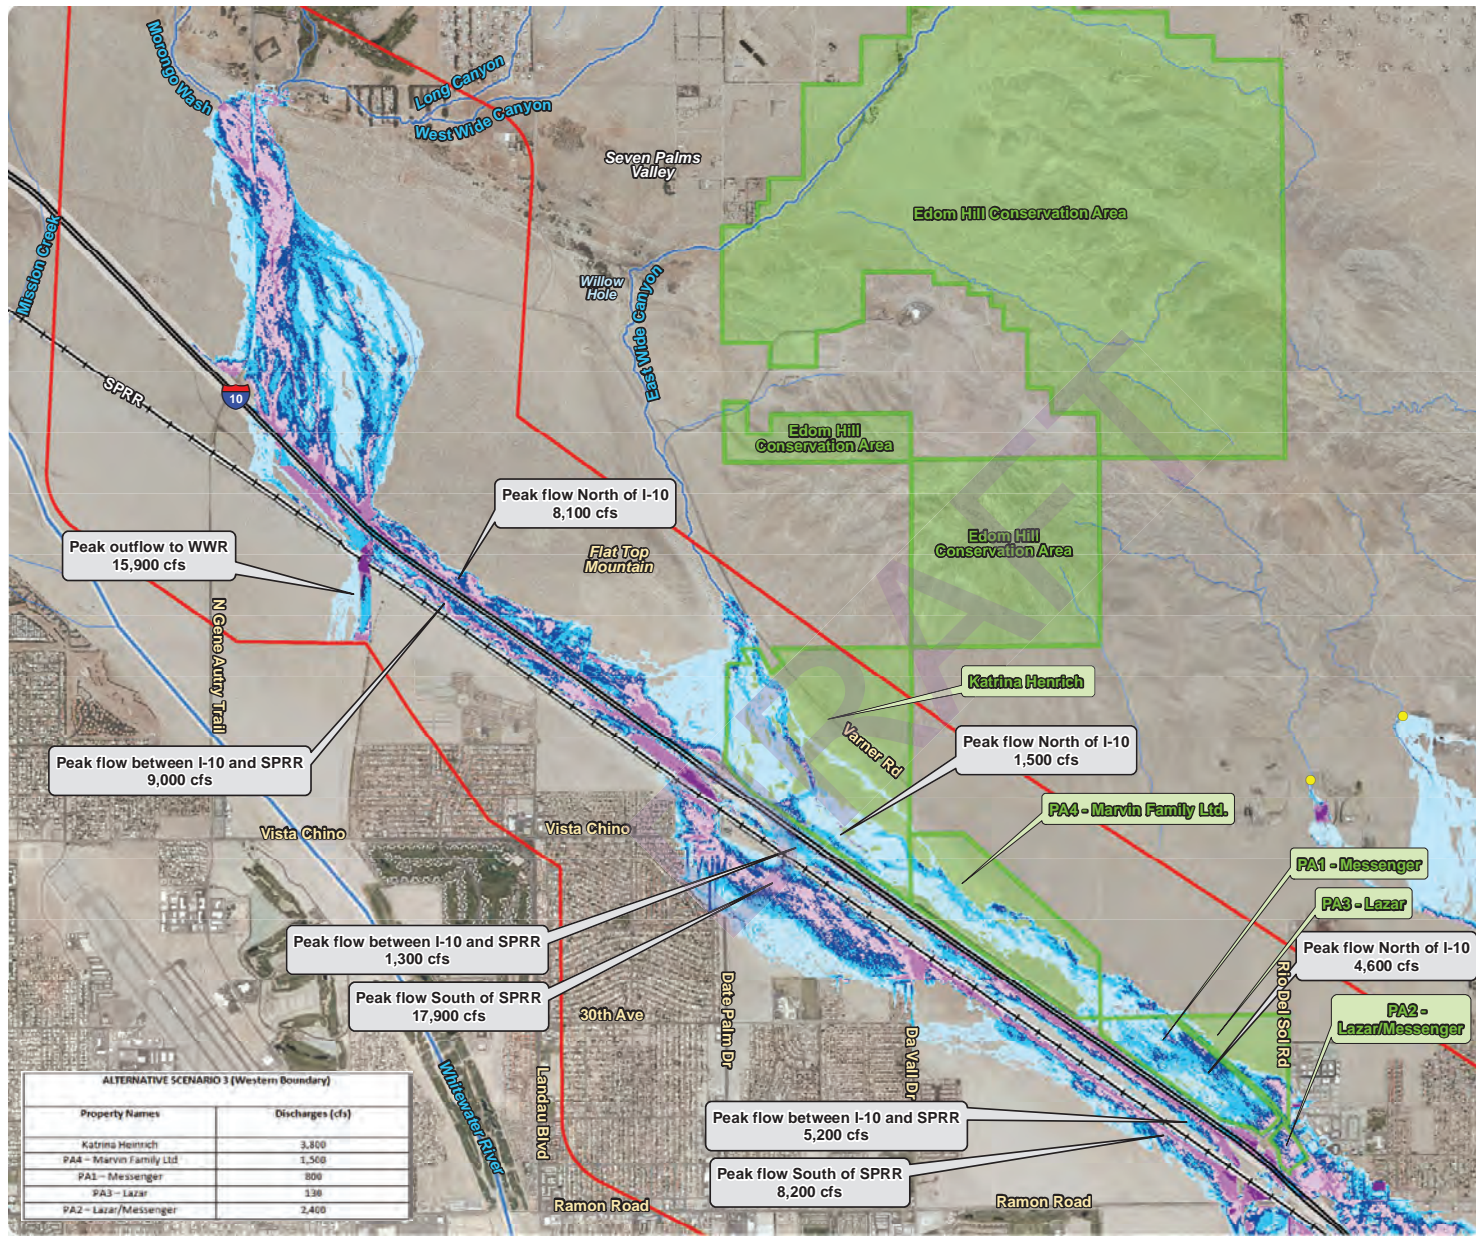 Morongo Wash
Long Canyon
West Wide Canyon
Seven Palms
Valley
Edom Hill Conservation Area
Mission Creek
Willow
Hole
East Wide Canyon
SPRR
10
Edom Hill
Conservation Area
Peak flow North of I-10
8,100 cfs
Edom Hill
Conservation Area
Peak outflow to WWR
15,900 cfs
Flat Top
Mountain
N Gene Autry Trail
Katrina Henrich
Varner Rd
Peak flow North of I-10
1,500 cfs
Peak flow between I-10 and SPRR
9,000 cfs
PA4 - Marvin Family Ltd.
Vista Chino
Vista Chino
PA1 - Messenger
PA3 - Lazar
Peak flow between I-10 and SPRR
1,300 cfs
Peak flow North of I-10
4,600 cfs
Peak flow South of SPRR
17,900 cfs
30th Ave
Date Palm Dr
Da Vall Dr
Rio Del Sol Rd
PA2 -
Lazar/Messenger
Whitewater River
Landau Blvd
Peak flow between I-10 and SPRR
5,200 cfs
Peak flow South of SPRR
8,200 cfs
Ramon Road
Ramon Road
ALTERNATIVE SCENARIO 3 (Western Boundary)
Property Names Discharges (cfs)
Katrina Heinrich 3,800
PA4 – Marvin Family Ltd 1,500
PA1 – Messenger 800
PA3 – Lazar 130
PA2 – Lazar/Messenger 2,400
DRAFT